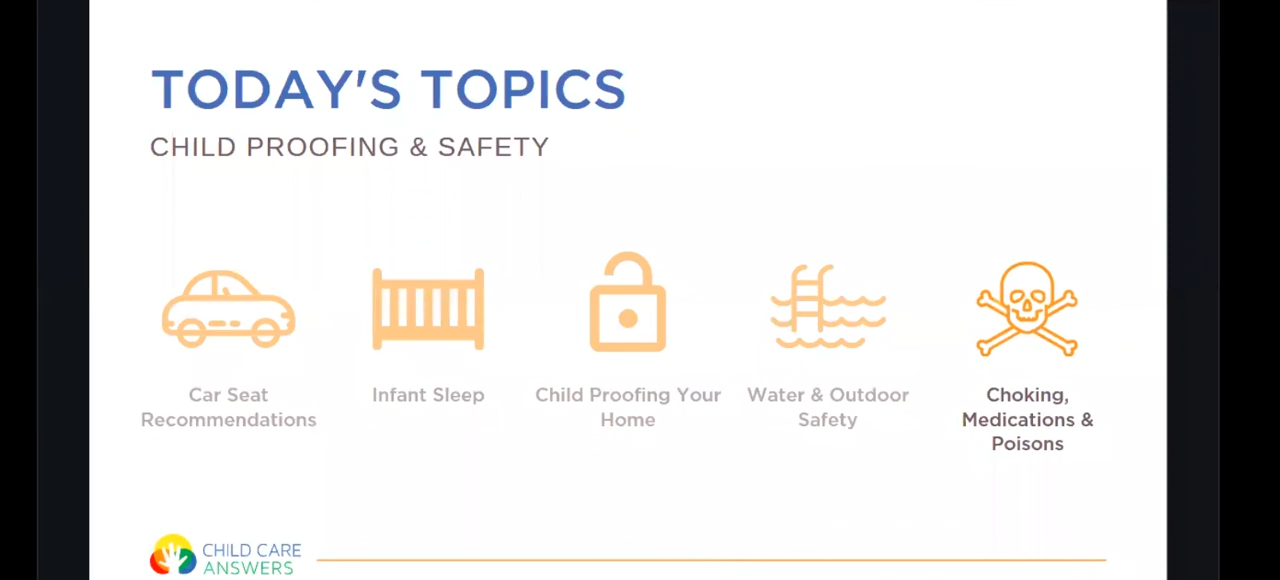 TODAY'S TOPICS
CHILD PROOFING & SAFETY
Car Seat
Recommendations
Infant Sleep
Child Proofing Your
Home
Water & Outdoor
Safety
Choking,
Medications &
Poisons
CHILD CARE
ANSWERS